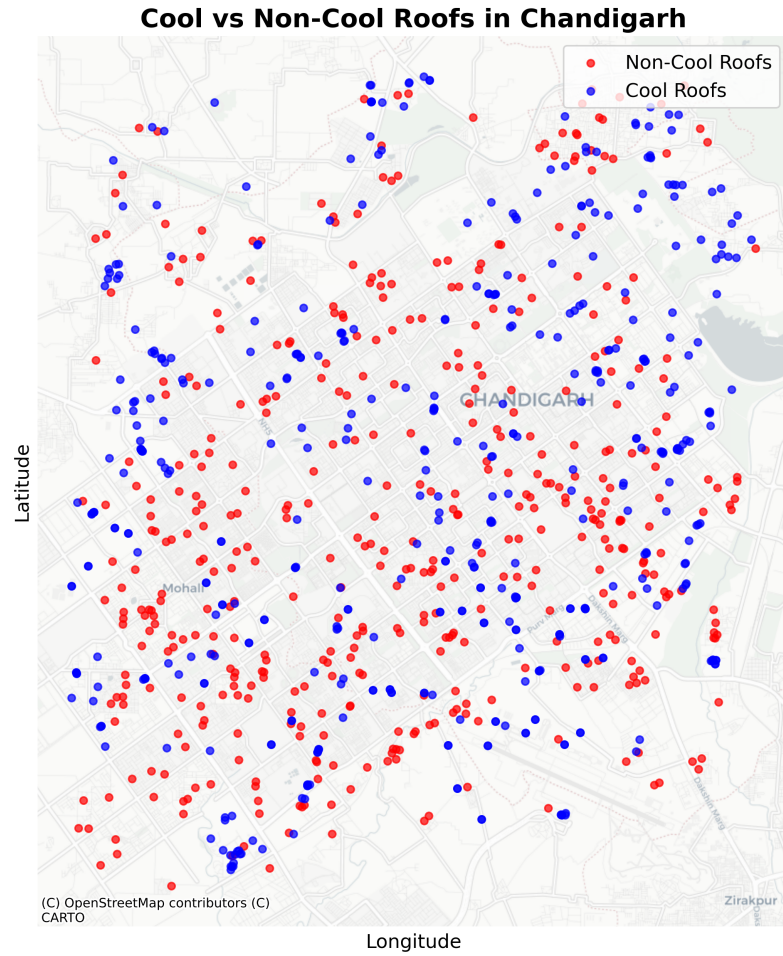 Cool vs Non-Cool Roofs in Chandigarh
Non-Cool Roofs
Cool Roofs
CHANDIGARH
NH5
Mohali
Purv Marg
Dakshin Marg
Dakshin Marg
Zirakpur
(C) OpenStreetMap contributors (C)
CARTO
Latitude
Longitude